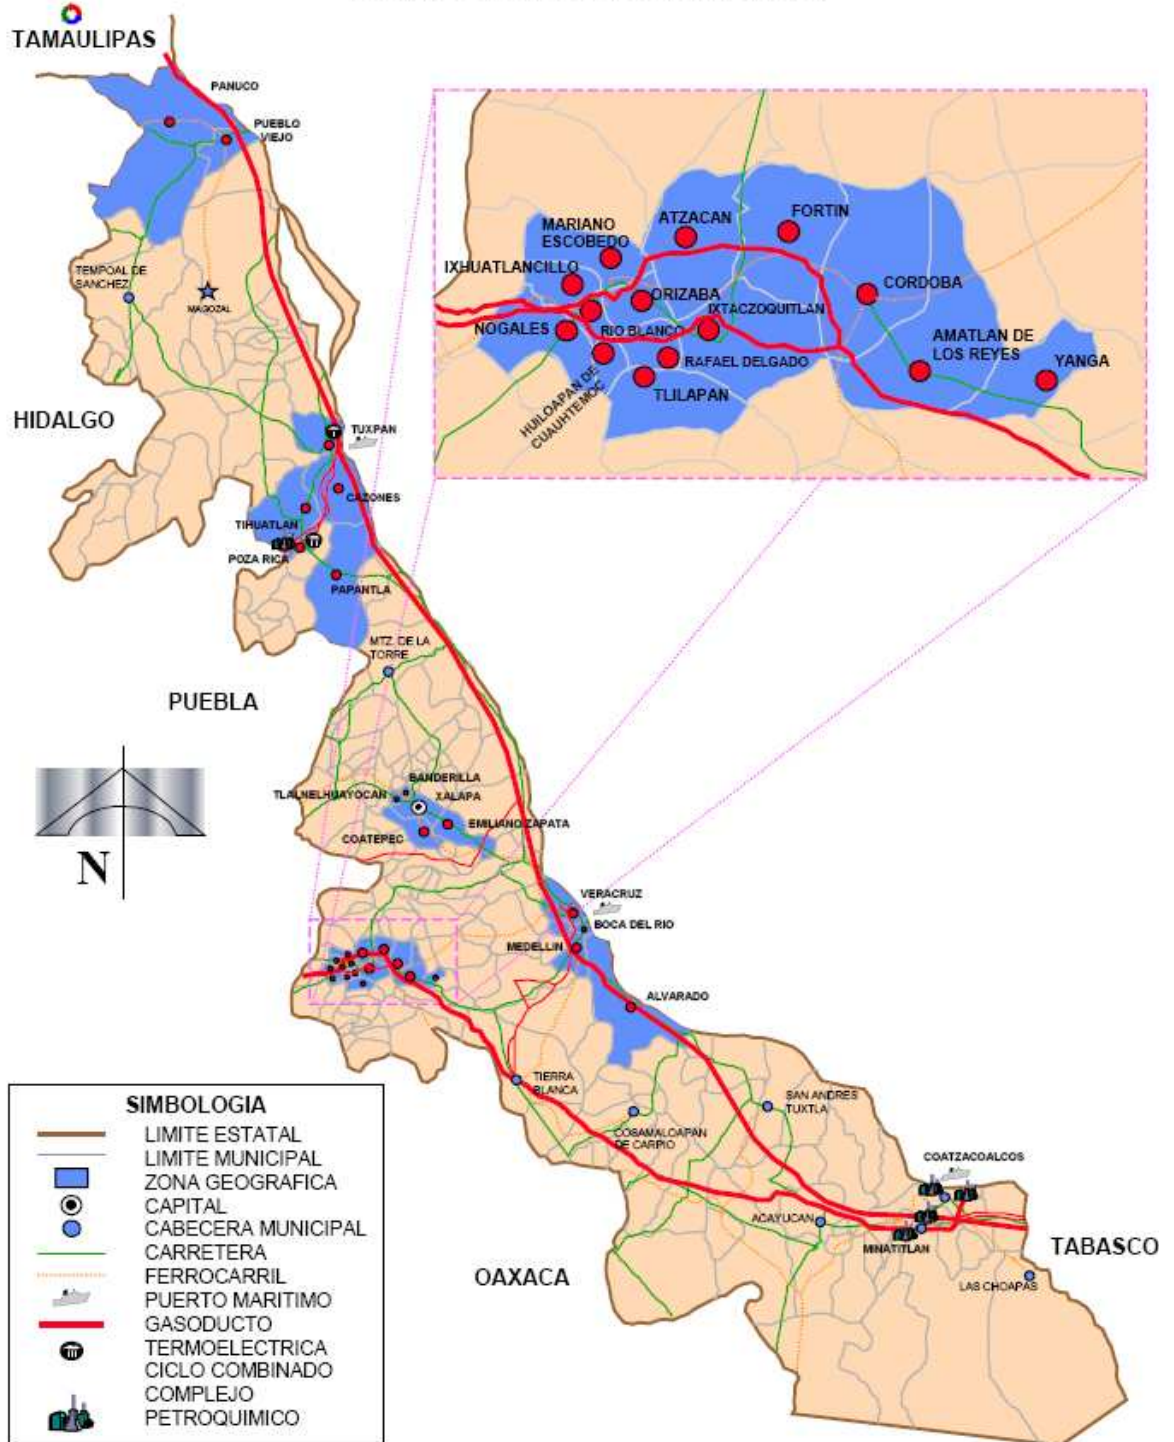 TAMAULIPAS
PANUCO
PUEBLO
VIEJO
TEMPOAL DE
SANCHEZ
MAGOZAL
HIDALGO
TUXPAN
CAZONES
TIHUATLAN
POZA RICA
PAPANTLA
MTZ. DE LA
TORRE
PUEBLA
MARIANO
ESCOBEDO
ATZACAN
FORTIN
IXHUATLANCILLO
ORIZABA
CORDOBA
IXTACZOQUITLAN
NOGALES
RIO BLANCO
AMATLAN DE
LOS REYES
YANGA
RAFAEL DELGADO
TLILAPAN
HUILOAPAN DE
CUAUHTEMOC
BANDERILLA
TLALNELHUAYOCAN
XALAPA
EMILIANO ZAPATA
COATEPEC
N
VERACRUZ
BOCA DEL RIO
MEDELLIN
ALVARADO
TIERRA
BLANCA
SAN ANDRES
TUXTLA
COSAMALOAPAN
DE CARPIO
COATZACOALCOS
ACAYUCAN
MINATITLAN
TABASCO
OAXACA
LAS CHOAPAS
SIMBOLOGIA
LIMITE ESTATAL
LIMITE MUNICIPAL
ZONA GEOGRAFICA
CAPITAL
CABECERA MUNICIPAL
CARRETERA
FERROCARRIL
PUERTO MARITIMO
GASODUCTO
TERMOELECTRICA
CICLO COMBINADO
COMPLEJO
PETROQUIMICO